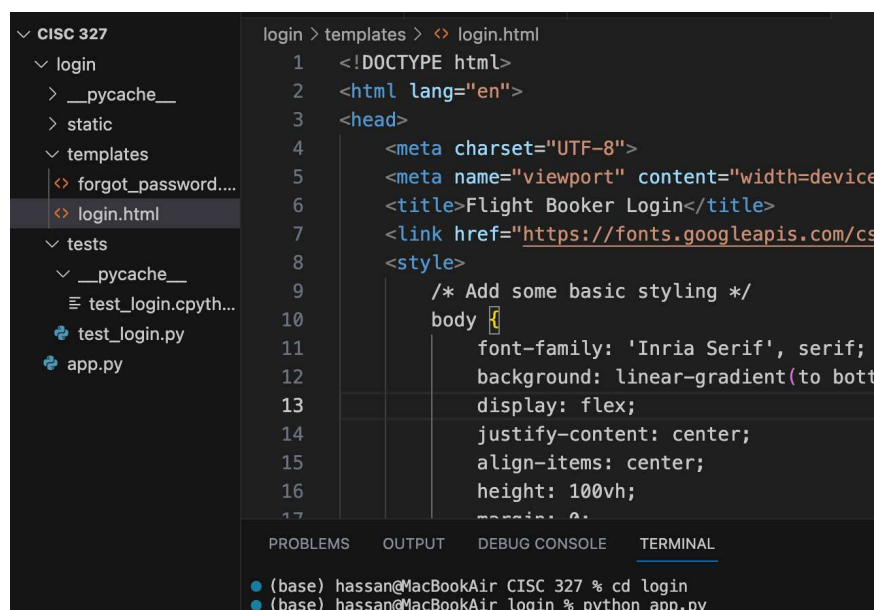 CISC 327
login
__pycache__
static
templates
forgot_password....
login.html
tests
__pycache__
test_login.cpyth...
test_login.py
app.py
login > templates > <> login.html
1 <!DOCTYPE html>
2 <html lang="en">
3 <head>
4 <meta charset="UTF-8">
5 <meta name="viewport" content="width=device
6 <title>Flight Booker Login</title>
7 <link href="https://fonts.googleapis.com/cs
8 <style>
9 /* Add some basic styling */
10 body {
11 font-family: 'Inria Serif', serif;
12 background: linear-gradient(to bott
13 display: flex;
14 justify-content: center;
15 align-items: center;
16 height: 100vh;
17 margin: 0;
PROBLEMS OUTPUT DEBUG CONSOLE TERMINAL
(base) hassan@MacBookAir CISC 327 % cd login
(base) hassan@MacBookAir login % python app.py